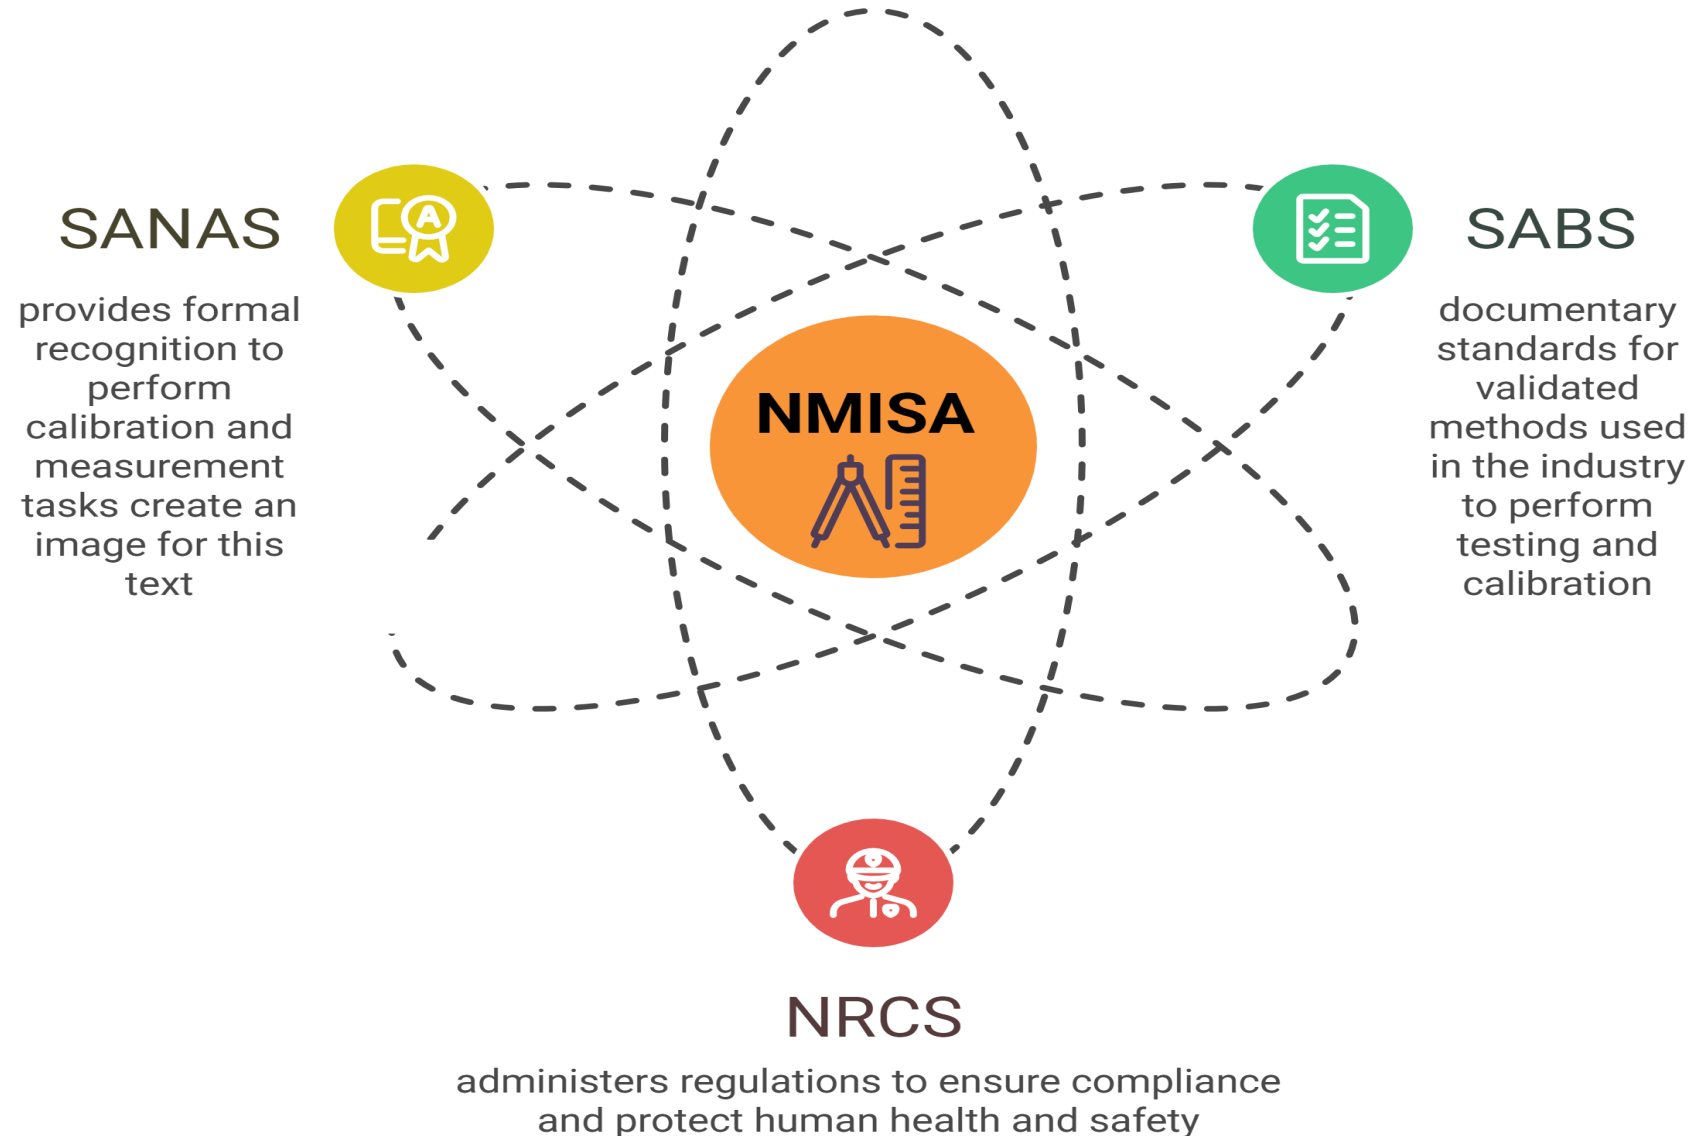 SANAS
provides formal
recognition to
perform
calibration and
measurement
tasks create an
image for this
text
A
NMISA
SABS
documentary
standards for
validated
methods used
in the industry
to perform
testing and
calibration
NRCS
administers regulations to ensure compliance
and protect human health and safety